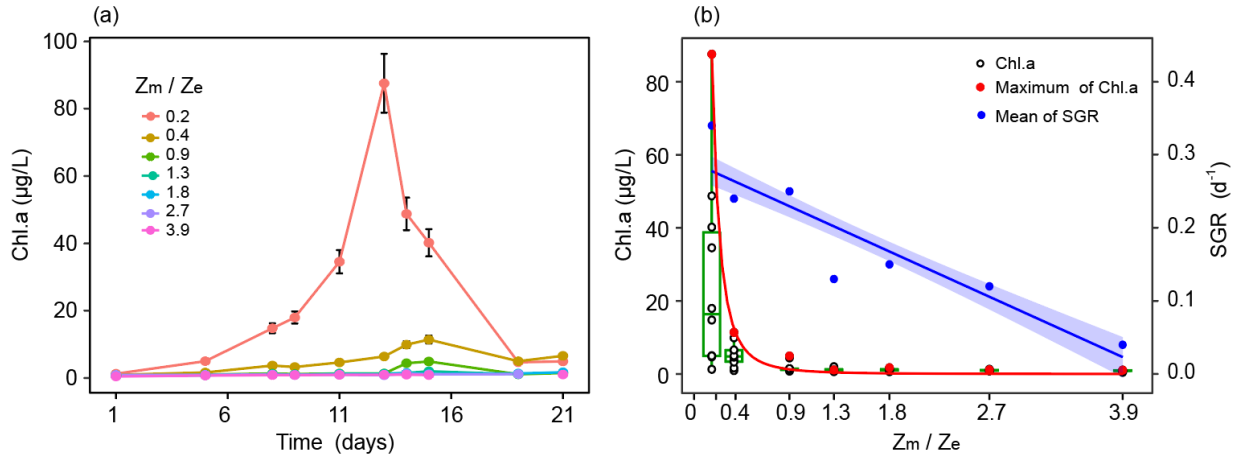 (a)
Chl.a (µg/L)
100
80
60
40
20
0
Zm / Ze
0.2
0.4
0.9
1.3
1.8
2.7
3.9
1 6 11 16 21
Time (days)
(b)
Chl.a (µg/L)
80
60
40
20
0
Chl.a
Maximum of Chl.a
Mean of SGR
0.4
0.3
0.2
0.1
0.0
SGR (d⁻¹)
0 0.4 0.9 1.3 1.8 2.7 3.9
Zm / Ze